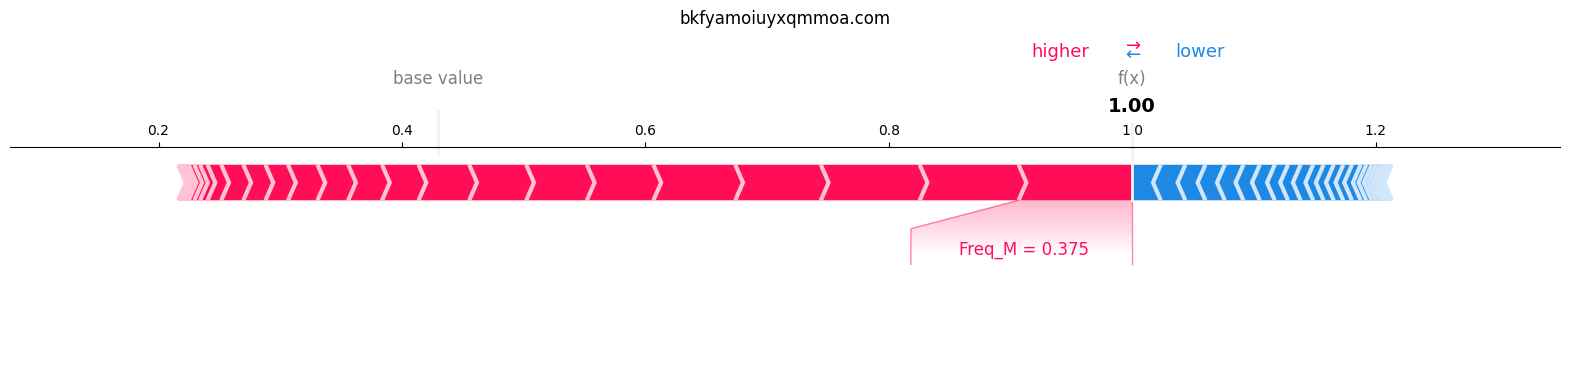 bkfyamoiuyxqmmoa.com
higher ⇄ lower
base value f(x)
1.00
0.2 0.4 0.6 0.8 1.0 1.2
Freq_M = 0.375